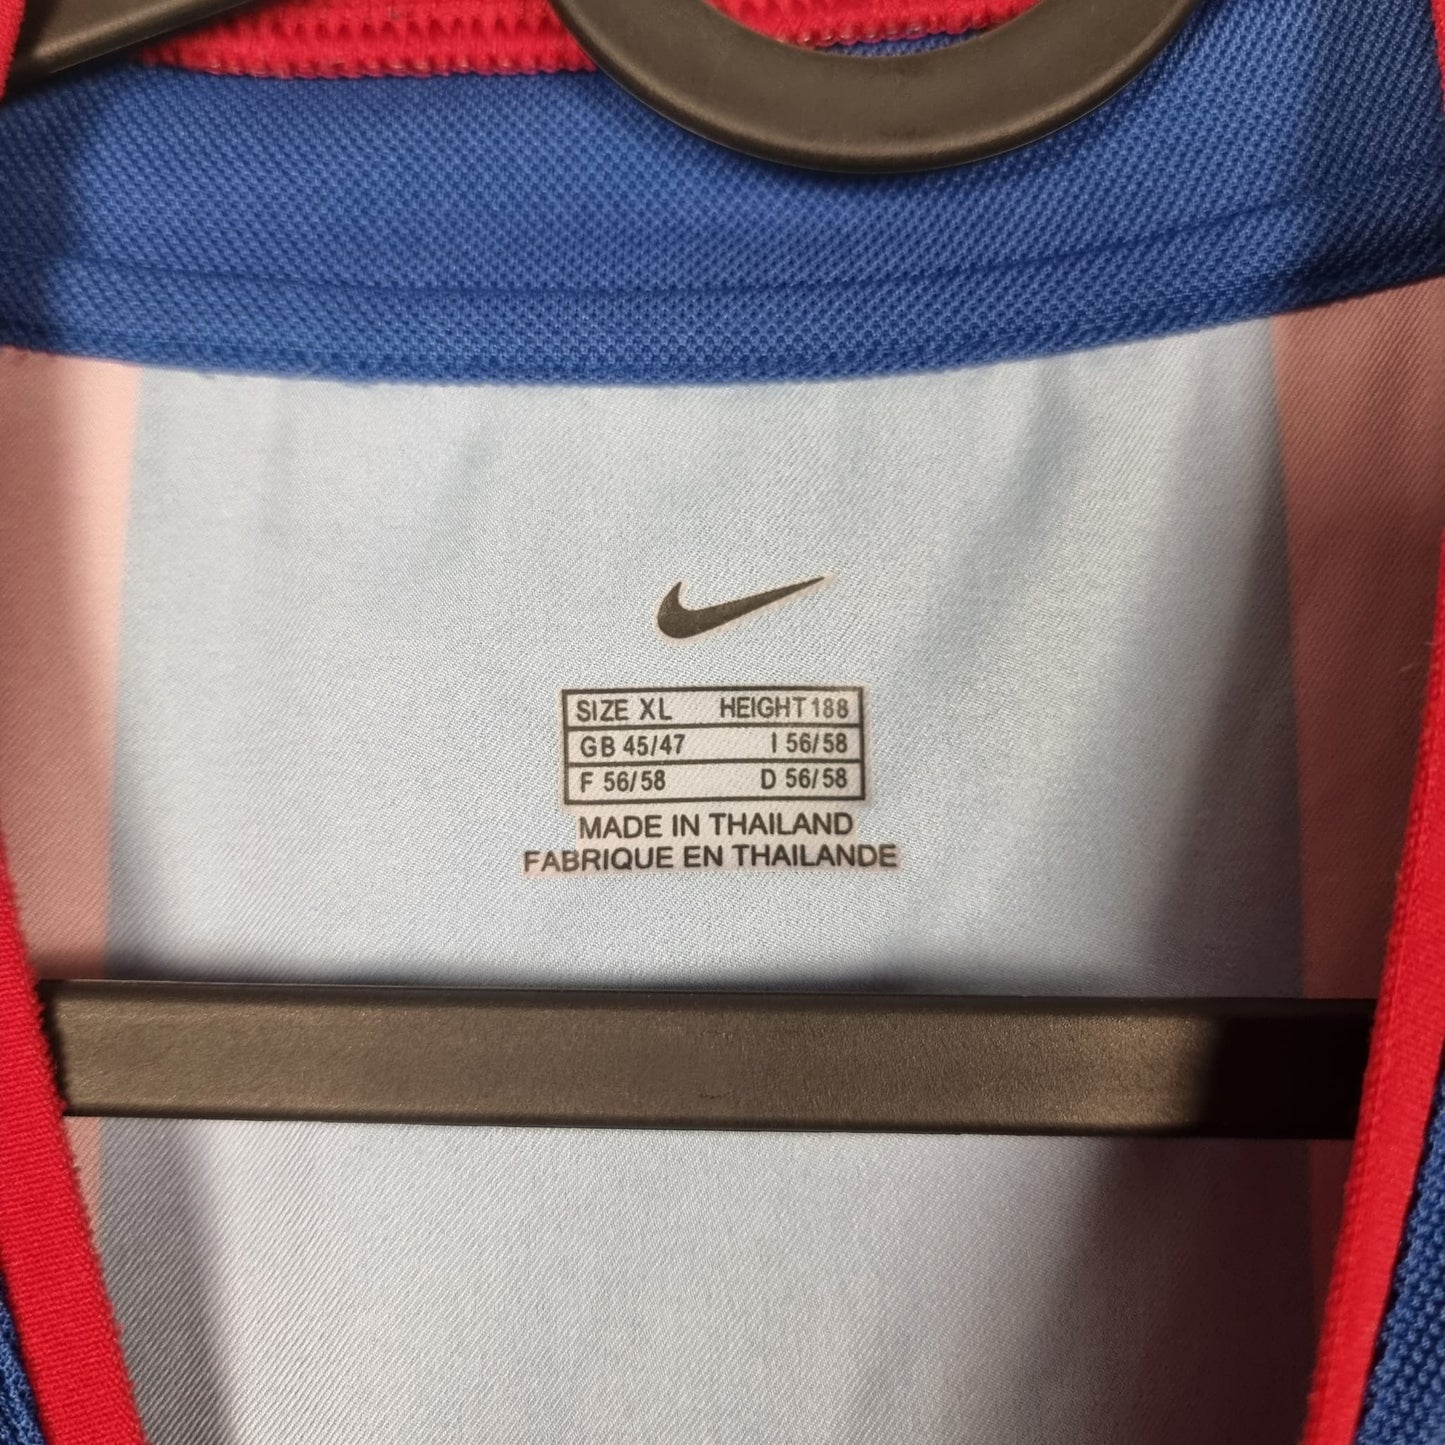 SIZE XL HEIGHT 188
GB 45/47 I 56/58
F 56/58 D 56/58
MADE IN THAILAND
FABRIQUE EN THAILANDE